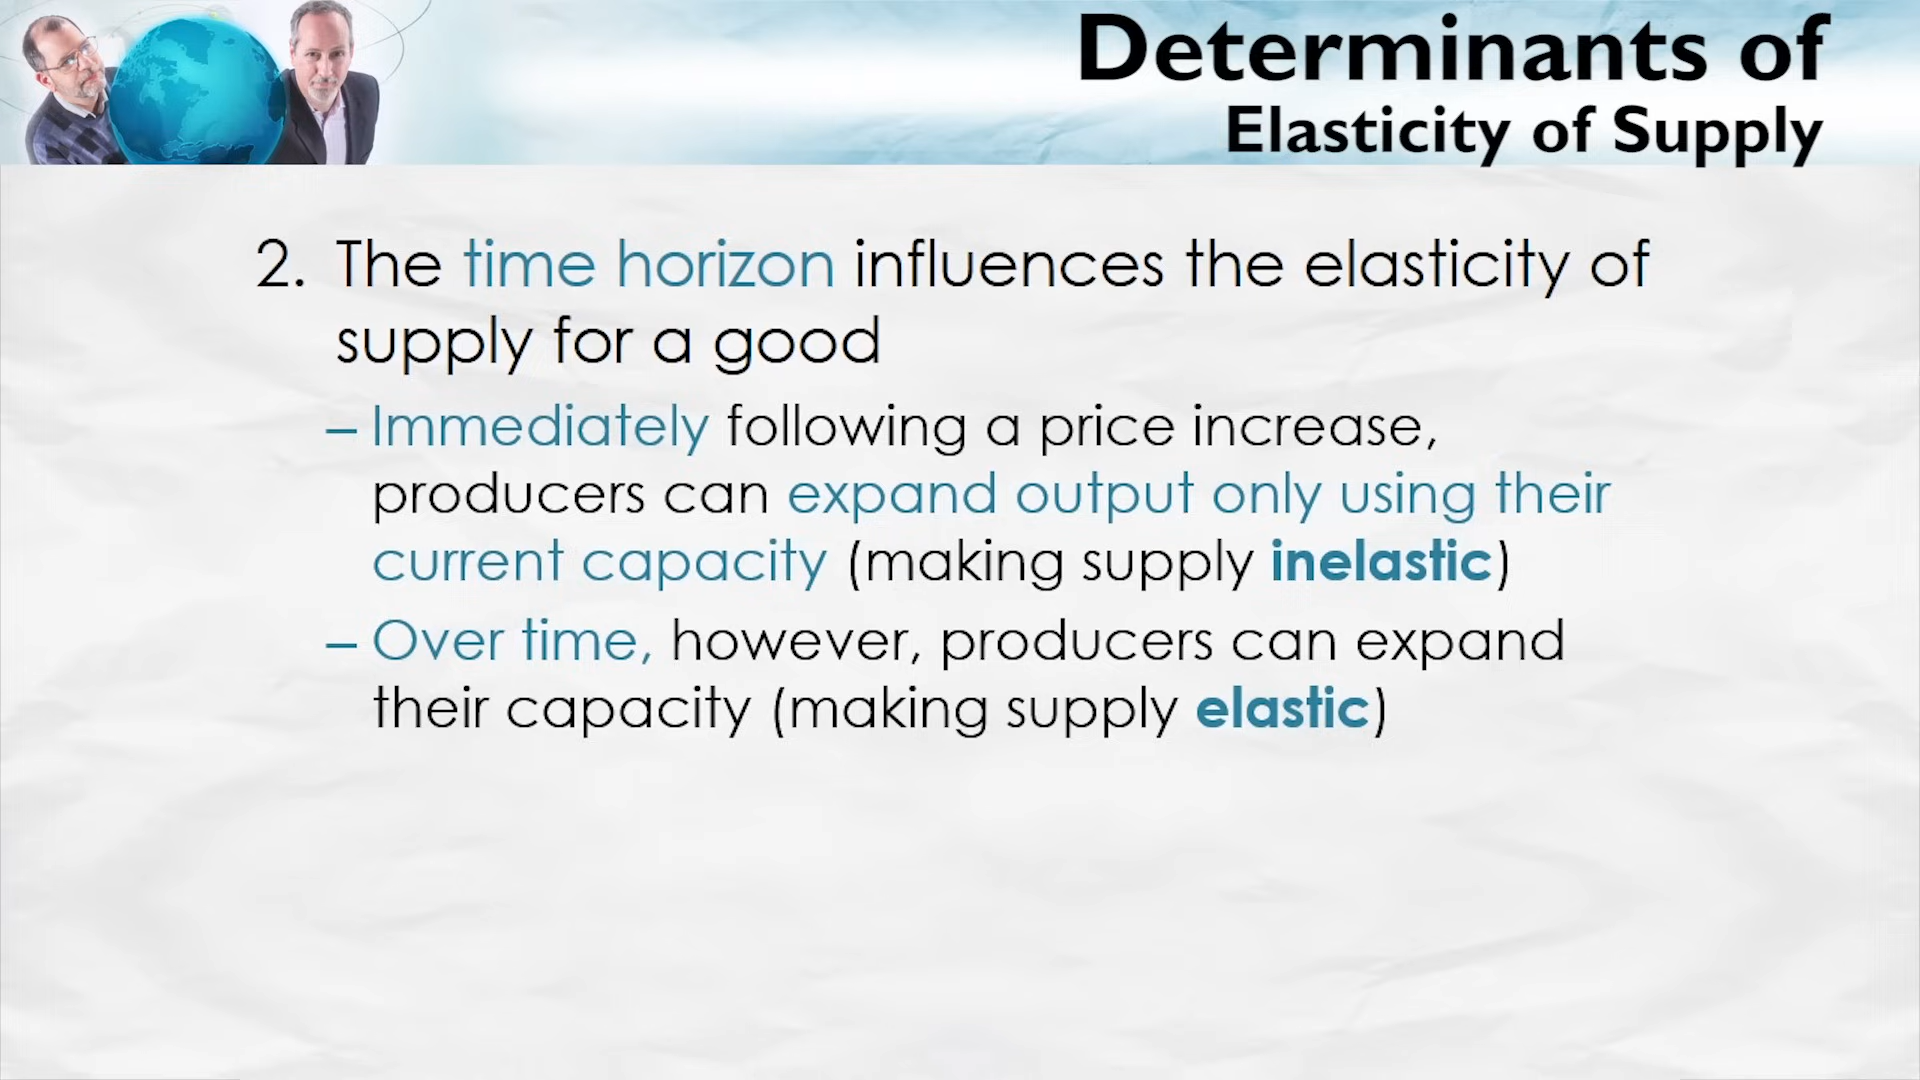 Determinants of
Elasticity of Supply
2. The time horizon influences the elasticity of
supply for a good
– Immediately following a price increase,
producers can expand output only using their
current capacity (making supply inelastic)
– Over time, however, producers can expand
their capacity (making supply elastic)